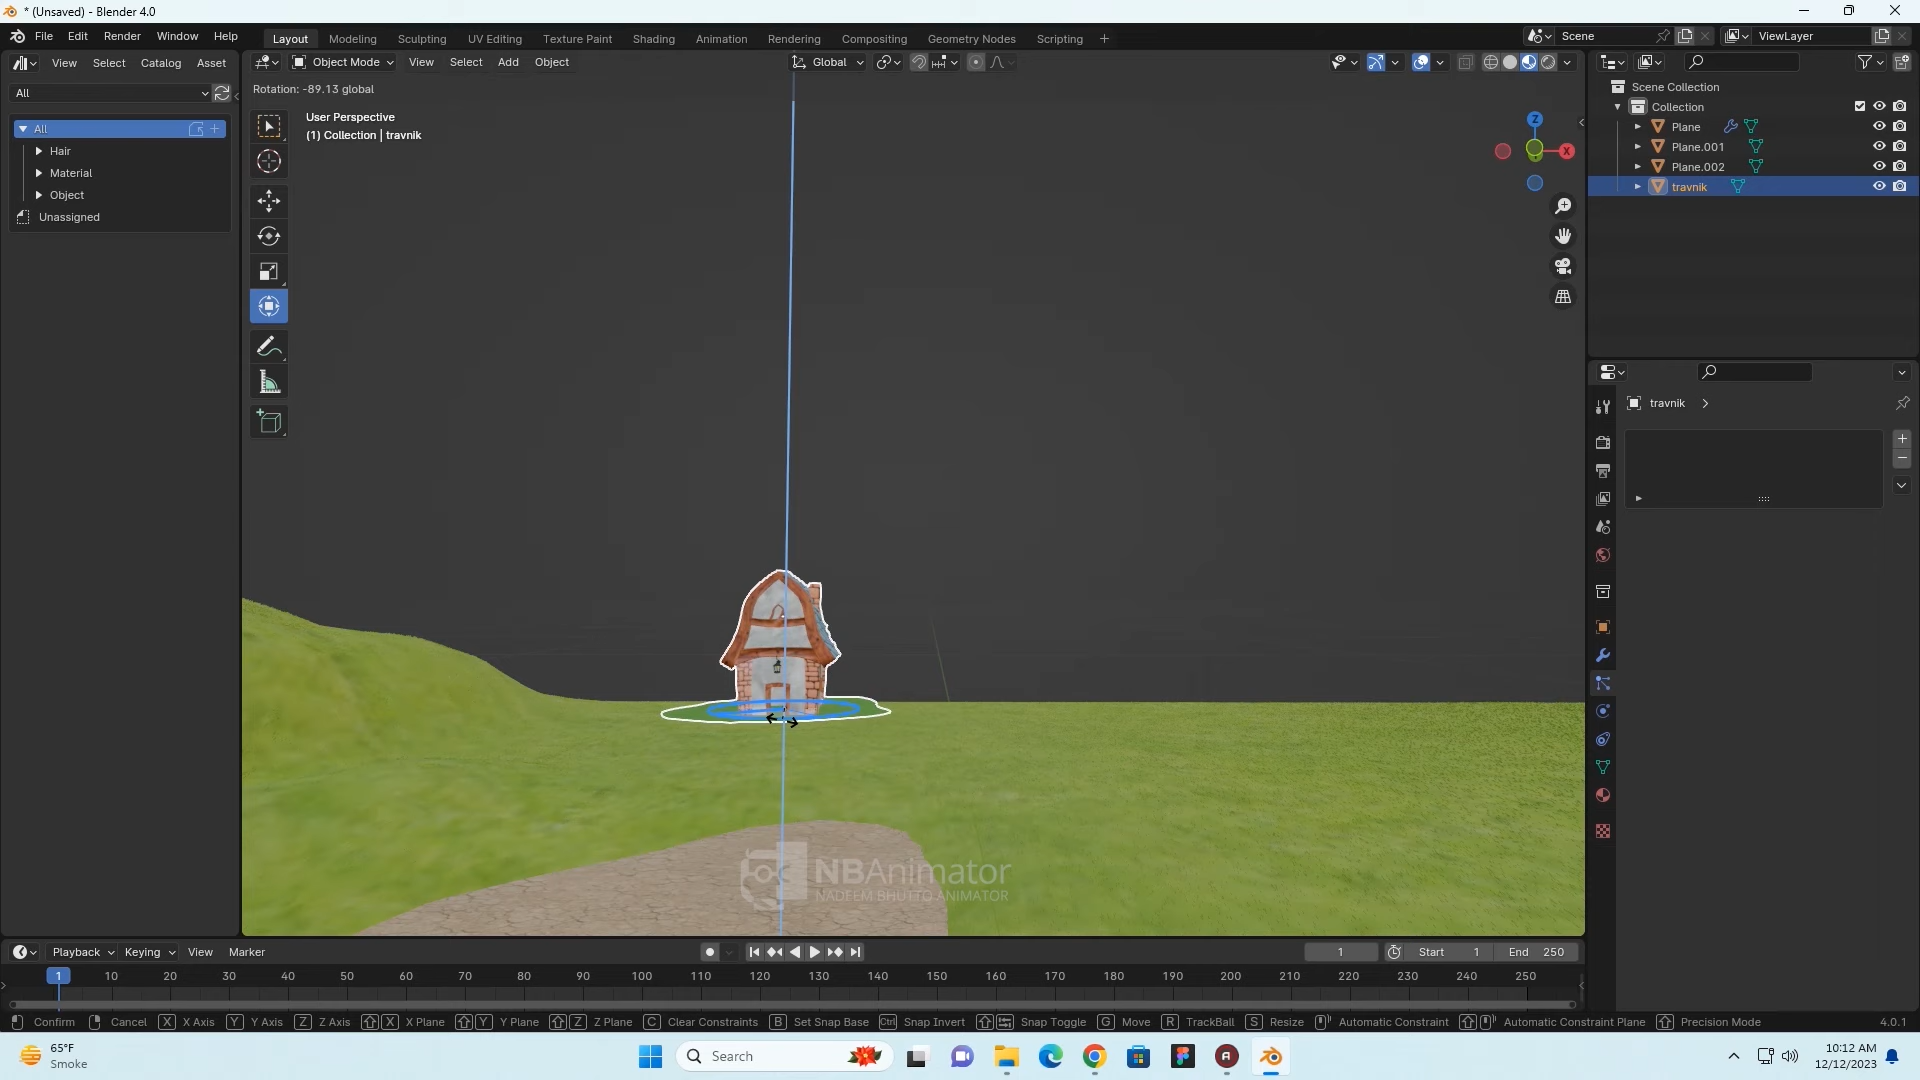 * (Unsaved) - Blender 4.0
File Edit Render Window Help
Layout Modeling Sculpting UV Editing Texture Paint Shading Animation Rendering Compositing Geometry Nodes Scripting +
Scene
ViewLayer
View Select Catalog Asset
Object Mode View Select Add Object
Global
All
All
Hair
Material
Object
Unassigned
Rotation: -89.13 global
User Perspective
(1) Collection | travnik
Z
X
Scene Collection
Collection
Plane
Plane.001
Plane.002
travnik
travnik
NBAnimator
NADEEM BHUTTO ANIMATOR
Playback Keying View Marker
1
Start 1
End 250
1 10 20 30 40 50 60 70 80 90 100 110 120 130 140 150 160 170 180 190 200 210 220 230 240 250
Confirm Cancel X X Axis Y Y Axis Z Z Axis X X Plane Y Y Plane Z Z Plane C Clear Constraints B Set Snap Base Ctrl Snap Invert Snap Toggle G Move R TrackBall S Resize Automatic Constraint Automatic Constraint Plane Precision Mode 4.0.1
65°F
Smoke
Search
10:12 AM
12/12/2023